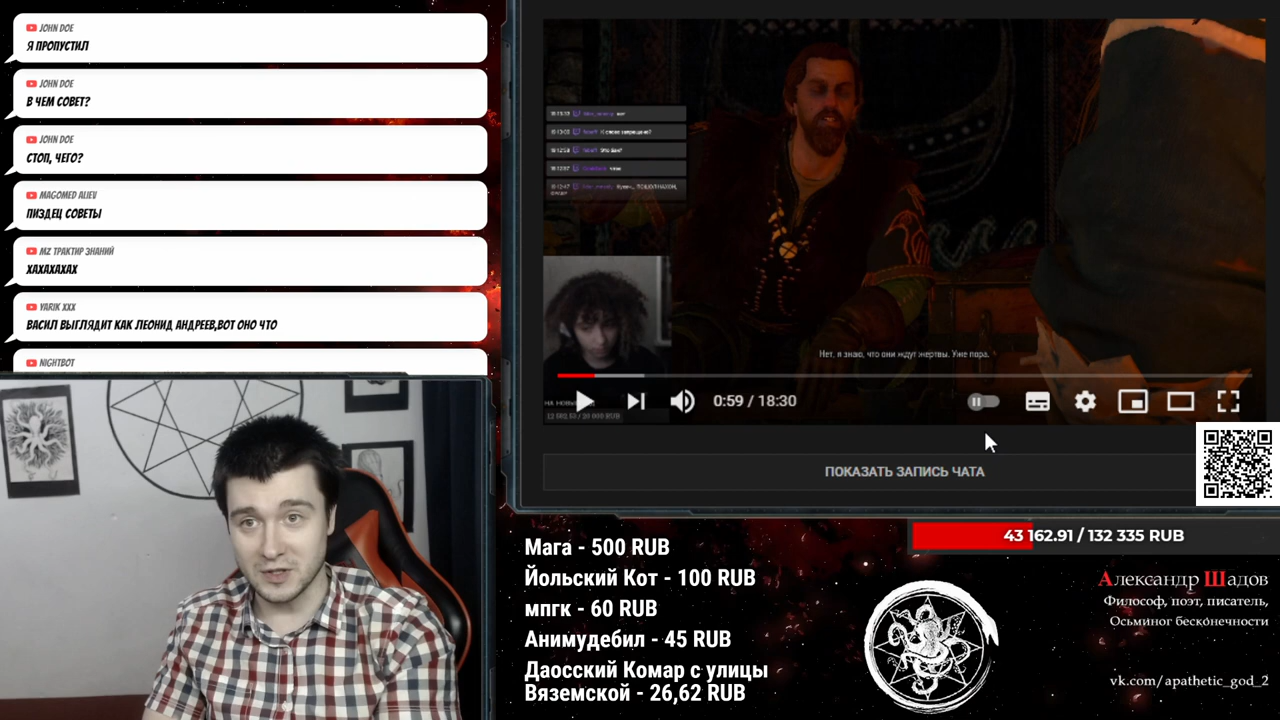 JOHN DOE
Я ПРОПУСТИЛ
JOHN DOE
В ЧЕМ СОВЕТ?
JOHN DOE
СТОП, ЧЕГО?
MAGOMED ALIEV
ПИЗДЕЦ СОВЕТЫ
MZ ТРАКТИР ЗНАНИЙ
ХАХАХАХАХ
YARIK XXX
ВАСИЛ ВЫГЛЯДИТ КАК ЛЕОНИД АНДРЕЕВ,ВОТ ОНО ЧТО
NIGHTBOT
Нет, я знаю, что они ждут жертвы. Уже пора.
0:59 / 18:30
ПОКАЗАТЬ ЗАПИСЬ ЧАТА
43 162.91 / 132 335 RUB
Мага - 500 RUB
Йольский Кот - 100 RUB
мпгк - 60 RUB
Анимудебил - 45 RUB
Даосский Комар с улицы
Вяземской - 26,62 RUB
Александр Шадов
Философ, поэт, писатель,
Осьминог бесконечности
vk.com/apathetic_god_2